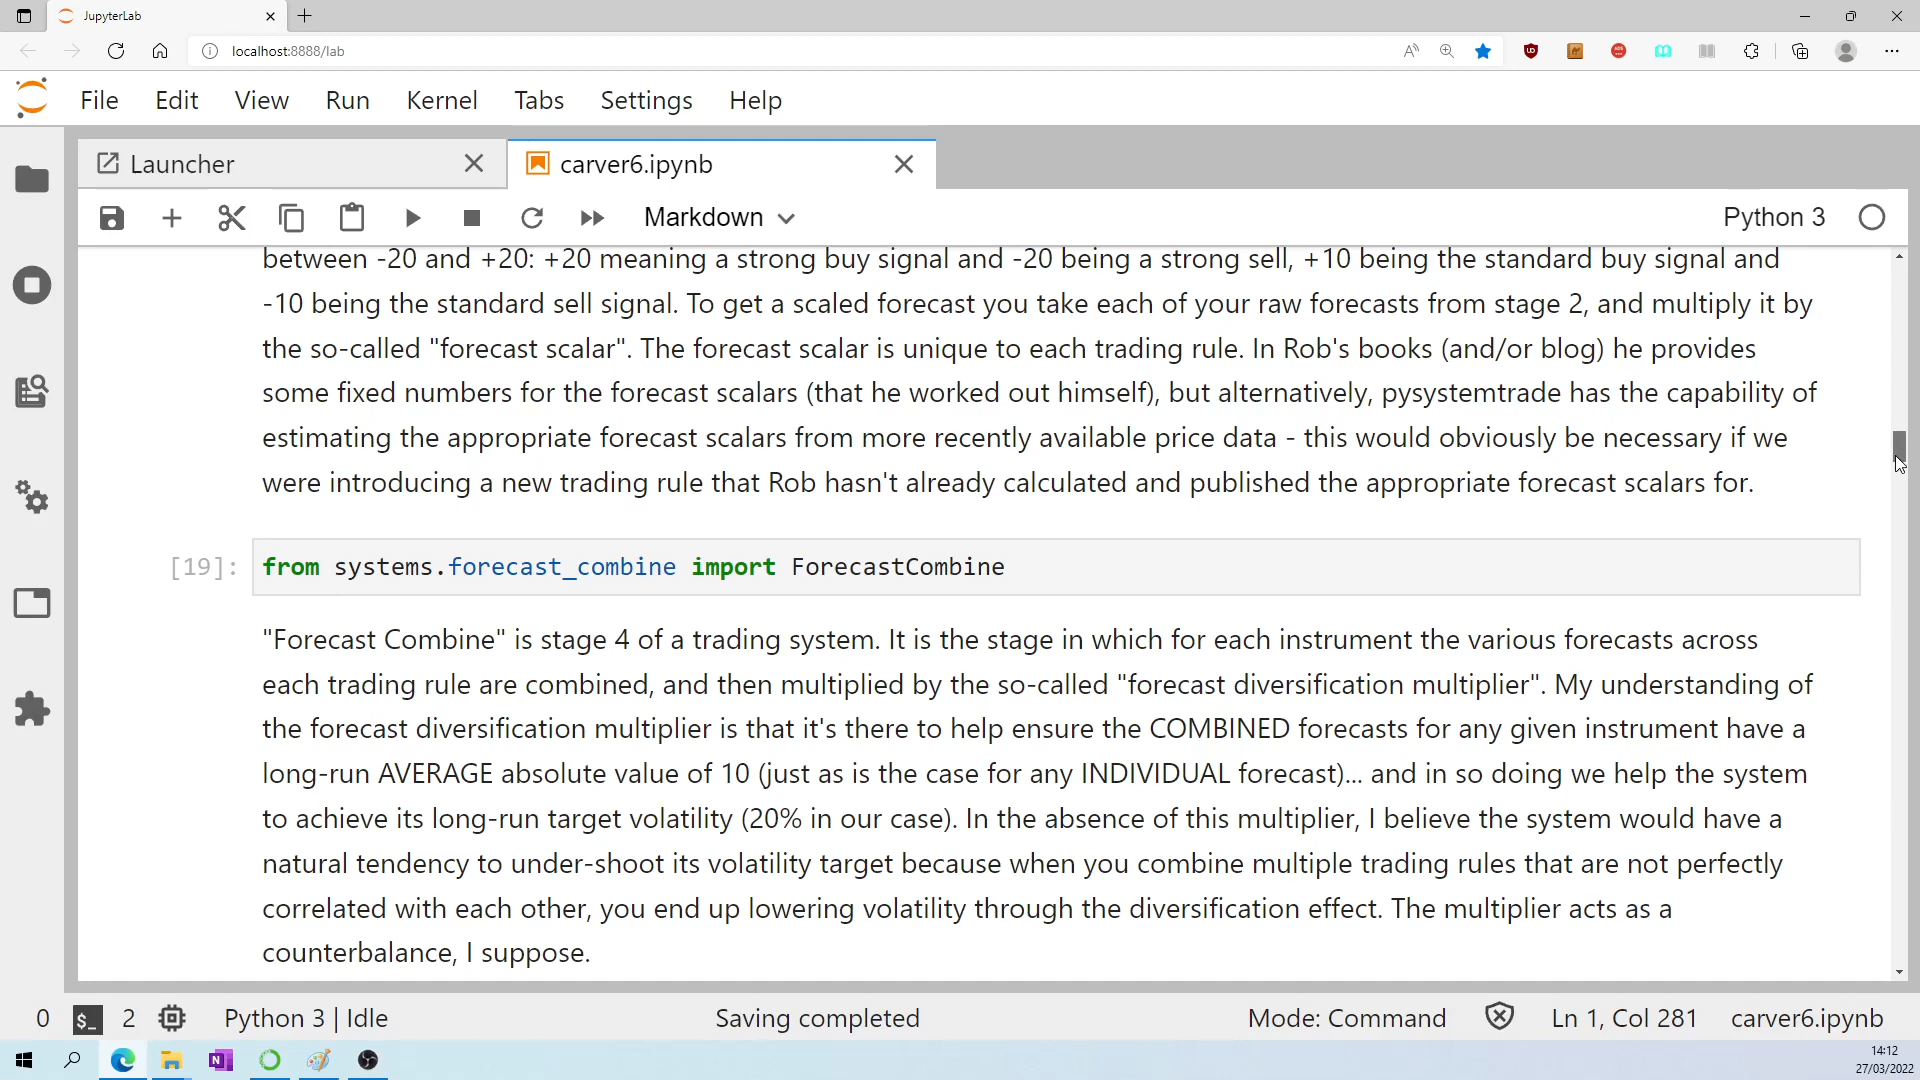 JupyterLab
localhost:8888/lab
File Edit View Run Kernel Tabs Settings Help
Launcher
carver6.ipynb
Markdown
Python 3
between -20 and +20: +20 meaning a strong buy signal and -20 being a strong sell, +10 being the standard buy signal and
-10 being the standard sell signal. To get a scaled forecast you take each of your raw forecasts from stage 2, and multiply it by
the so-called "forecast scalar". The forecast scalar is unique to each trading rule. In Rob's books (and/or blog) he provides
some fixed numbers for the forecast scalars (that he worked out himself), but alternatively, pysystemtrade has the capability of
estimating the appropriate forecast scalars from more recently available price data - this would obviously be necessary if we
were introducing a new trading rule that Rob hasn't already calculated and published the appropriate forecast scalars for.
[19]: from systems.forecast_combine import ForecastCombine
"Forecast Combine" is stage 4 of a trading system. It is the stage in which for each instrument the various forecasts across
each trading rule are combined, and then multiplied by the so-called "forecast diversification multiplier". My understanding of
the forecast diversification multiplier is that it's there to help ensure the COMBINED forecasts for any given instrument have a
long-run AVERAGE absolute value of 10 (just as is the case for any INDIVIDUAL forecast)... and in so doing we help the system
to achieve its long-run target volatility (20% in our case). In the absence of this multiplier, I believe the system would have a
natural tendency to under-shoot its volatility target because when you combine multiple trading rules that are not perfectly
correlated with each other, you end up lowering volatility through the diversification effect. The multiplier acts as a
counterbalance, I suppose.
0 $_ 2 Python 3 | Idle Saving completed Mode: Command Ln 1, Col 281 carver6.ipynb
14:12
27/03/2022